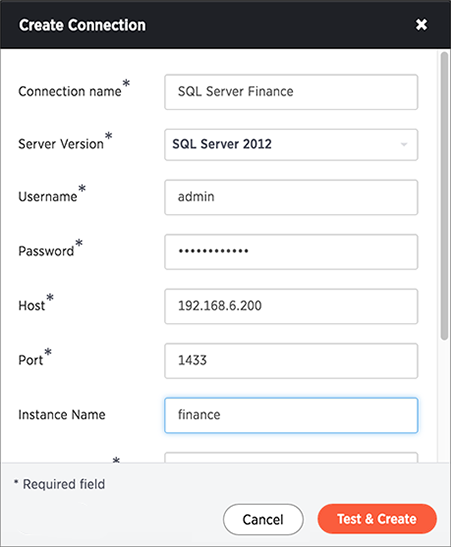 Create Connection ✖
Connection name* SQL Server Finance
Server Version* SQL Server 2012
Username* admin
Password* ••••••••••••
Host* 192.168.6.200
Port* 1433
Instance Name finance
*
* Required field
Cancel Test & Create